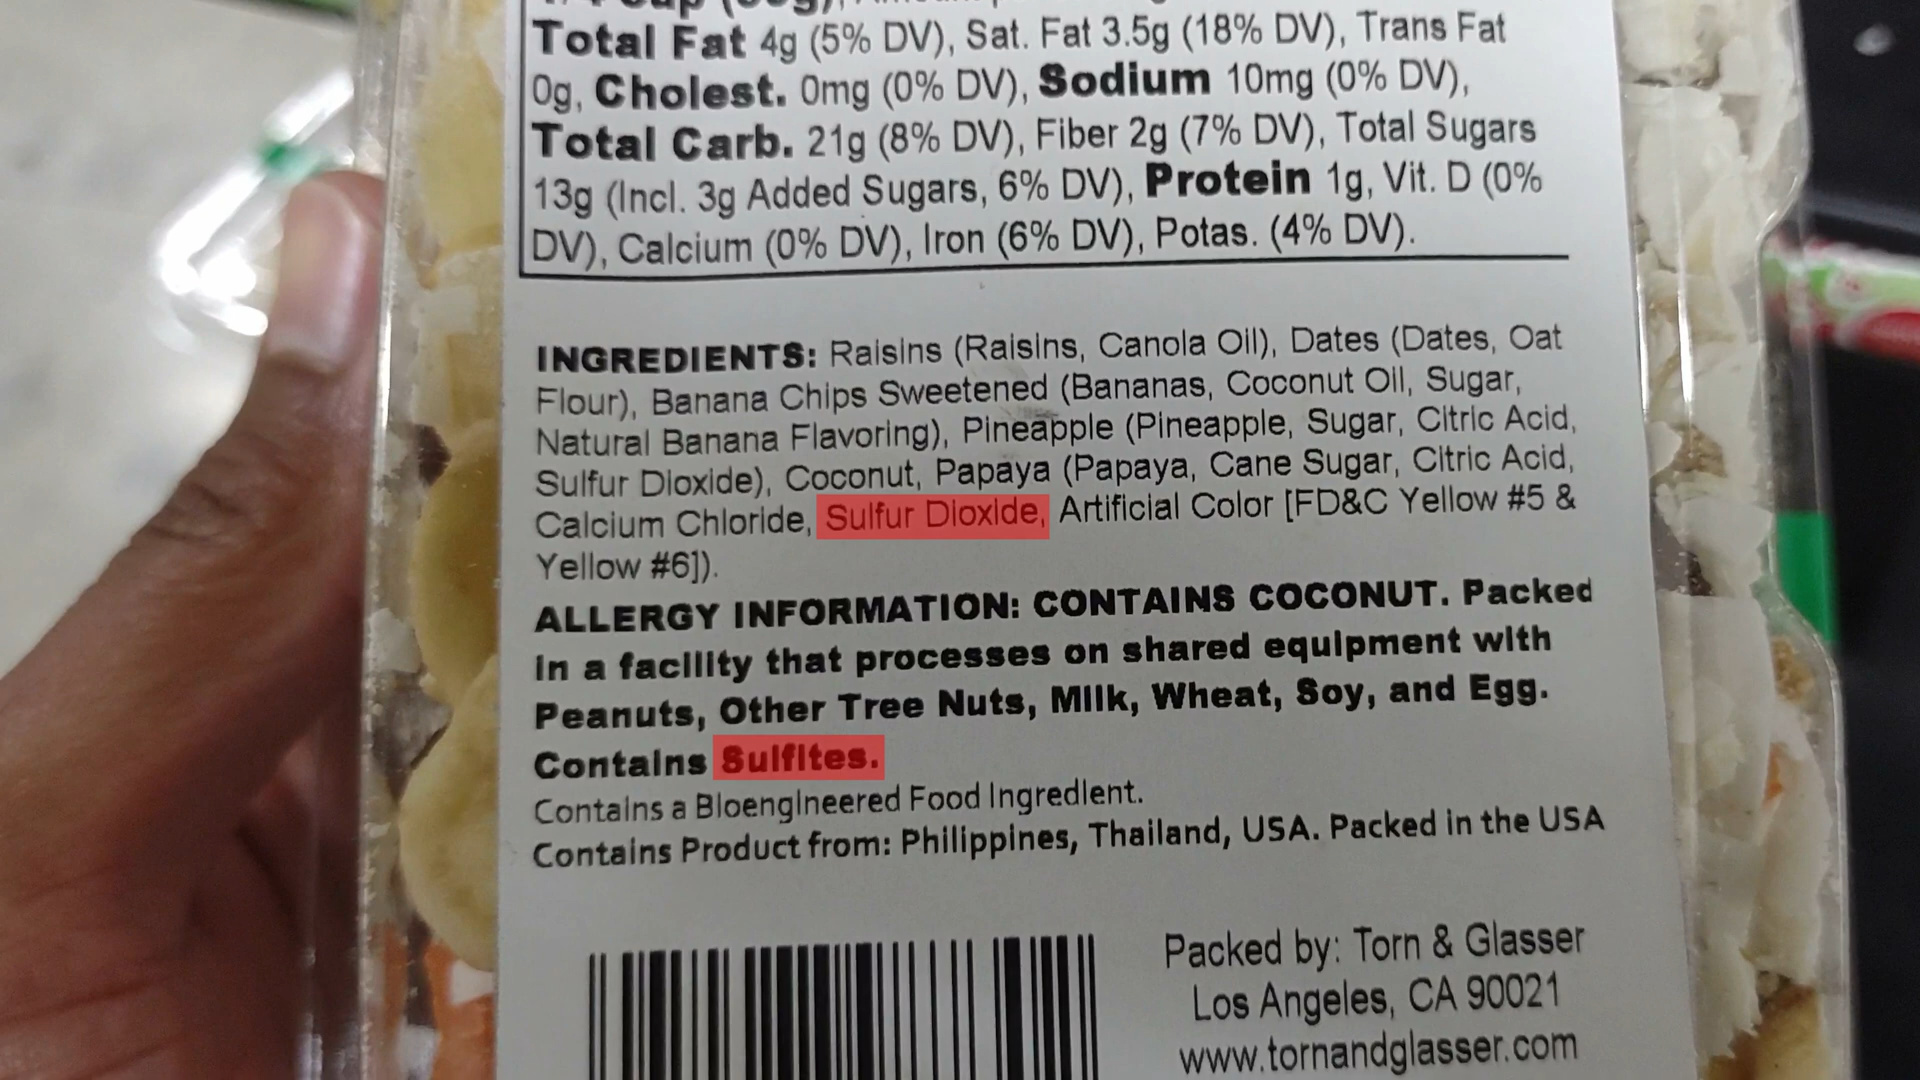 Total Fat 4g (5% DV), Sat. Fat 3.5g (18% DV), Trans Fat
0g, Cholest. 0mg (0% DV), Sodium 10mg (0% DV),
Total Carb. 21g (8% DV), Fiber 2g (7% DV), Total Sugars
13g (Incl. 3g Added Sugars, 6% DV), Protein 1g, Vit. D (0%
DV), Calcium (0% DV), Iron (6% DV), Potas. (4% DV).
INGREDIENTS: Raisins (Raisins, Canola Oil), Dates (Dates, Oat
Flour), Banana Chips Sweetened (Bananas, Coconut Oil, Sugar,
Natural Banana Flavoring), Pineapple (Pineapple, Sugar, Citric Acid,
Sulfur Dioxide), Coconut, Papaya (Papaya, Cane Sugar, Citric Acid,
Calcium Chloride, Sulfur Dioxide, Artificial Color [FD&C Yellow #5 &
Yellow #6]).
ALLERGY INFORMATION: CONTAINS COCONUT. Packed
in a facility that processes on shared equipment with
Peanuts, Other Tree Nuts, Milk, Wheat, Soy, and Egg.
Contains Sulfites.
Contains a Bioengineered Food Ingredient.
Contains Product from: Philippines, Thailand, USA. Packed in the USA
Packed by: Torn & Glasser
Los Angeles, CA 90021
www.tornandglasser.com